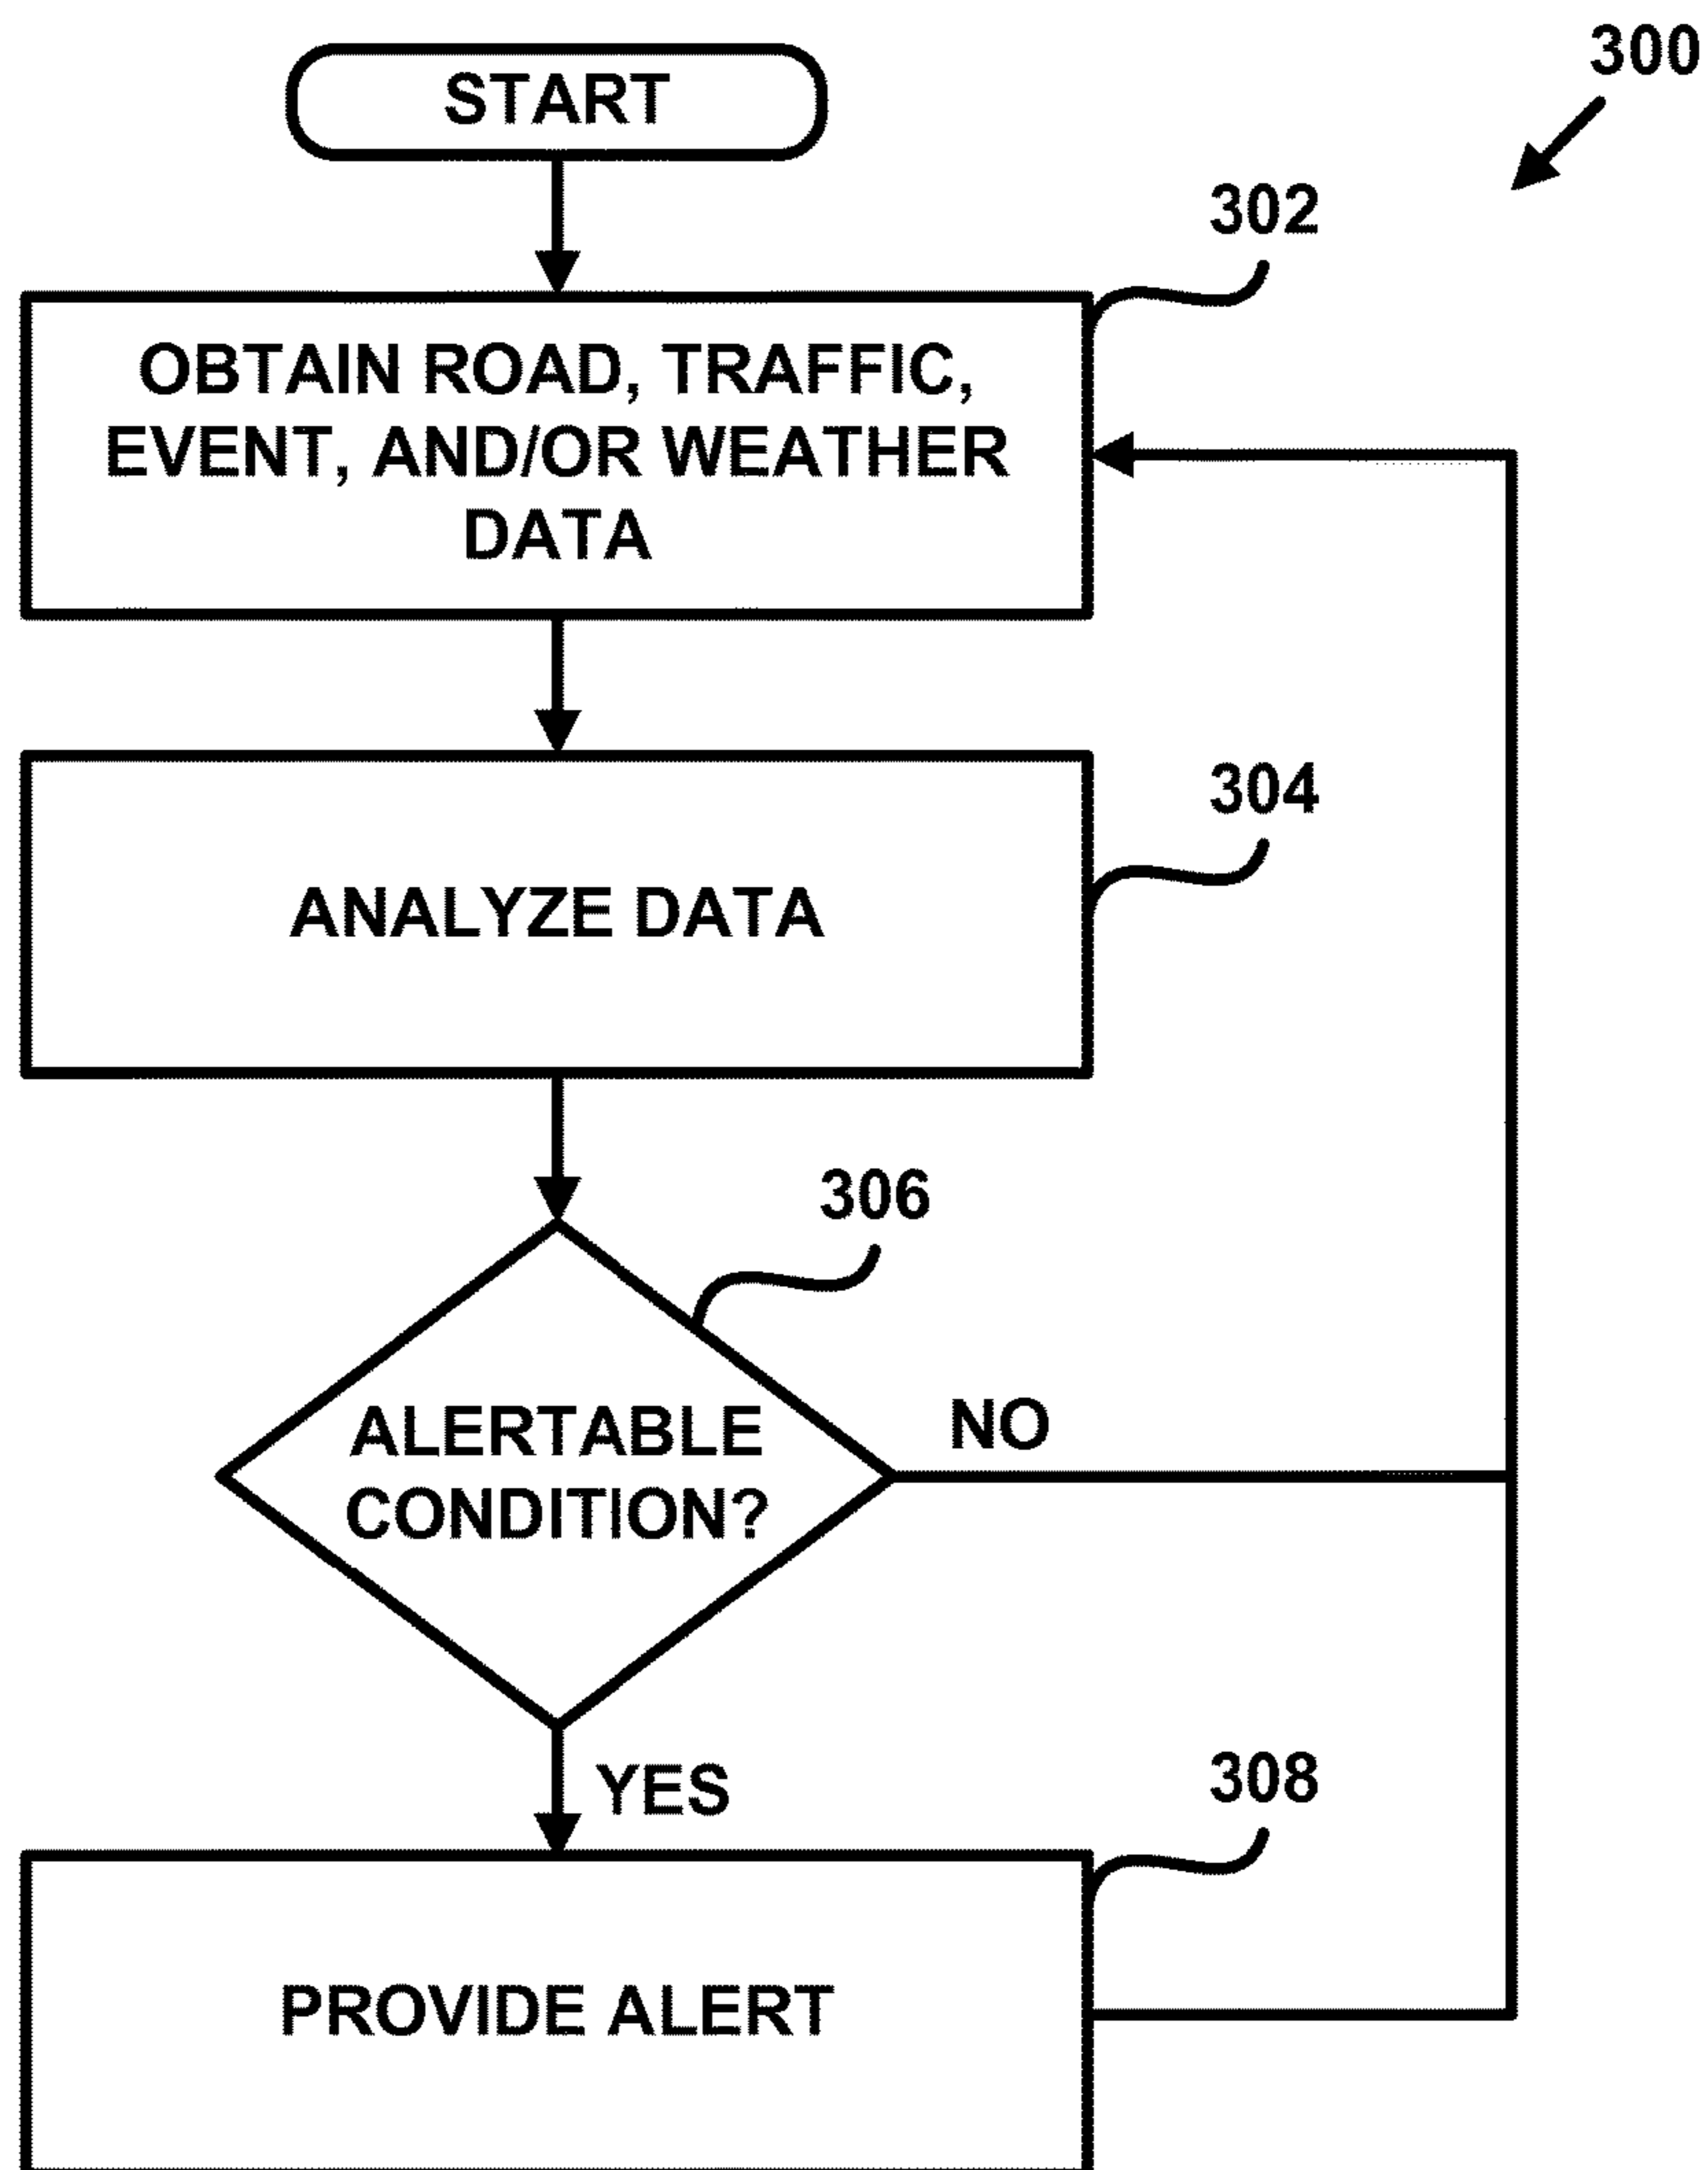 300
START
302
OBTAIN ROAD, TRAFFIC,
EVENT, AND/OR WEATHER
DATA
304
ANALYZE DATA
306
ALERTABLE
CONDITION?
NO
YES
308
PROVIDE ALERT